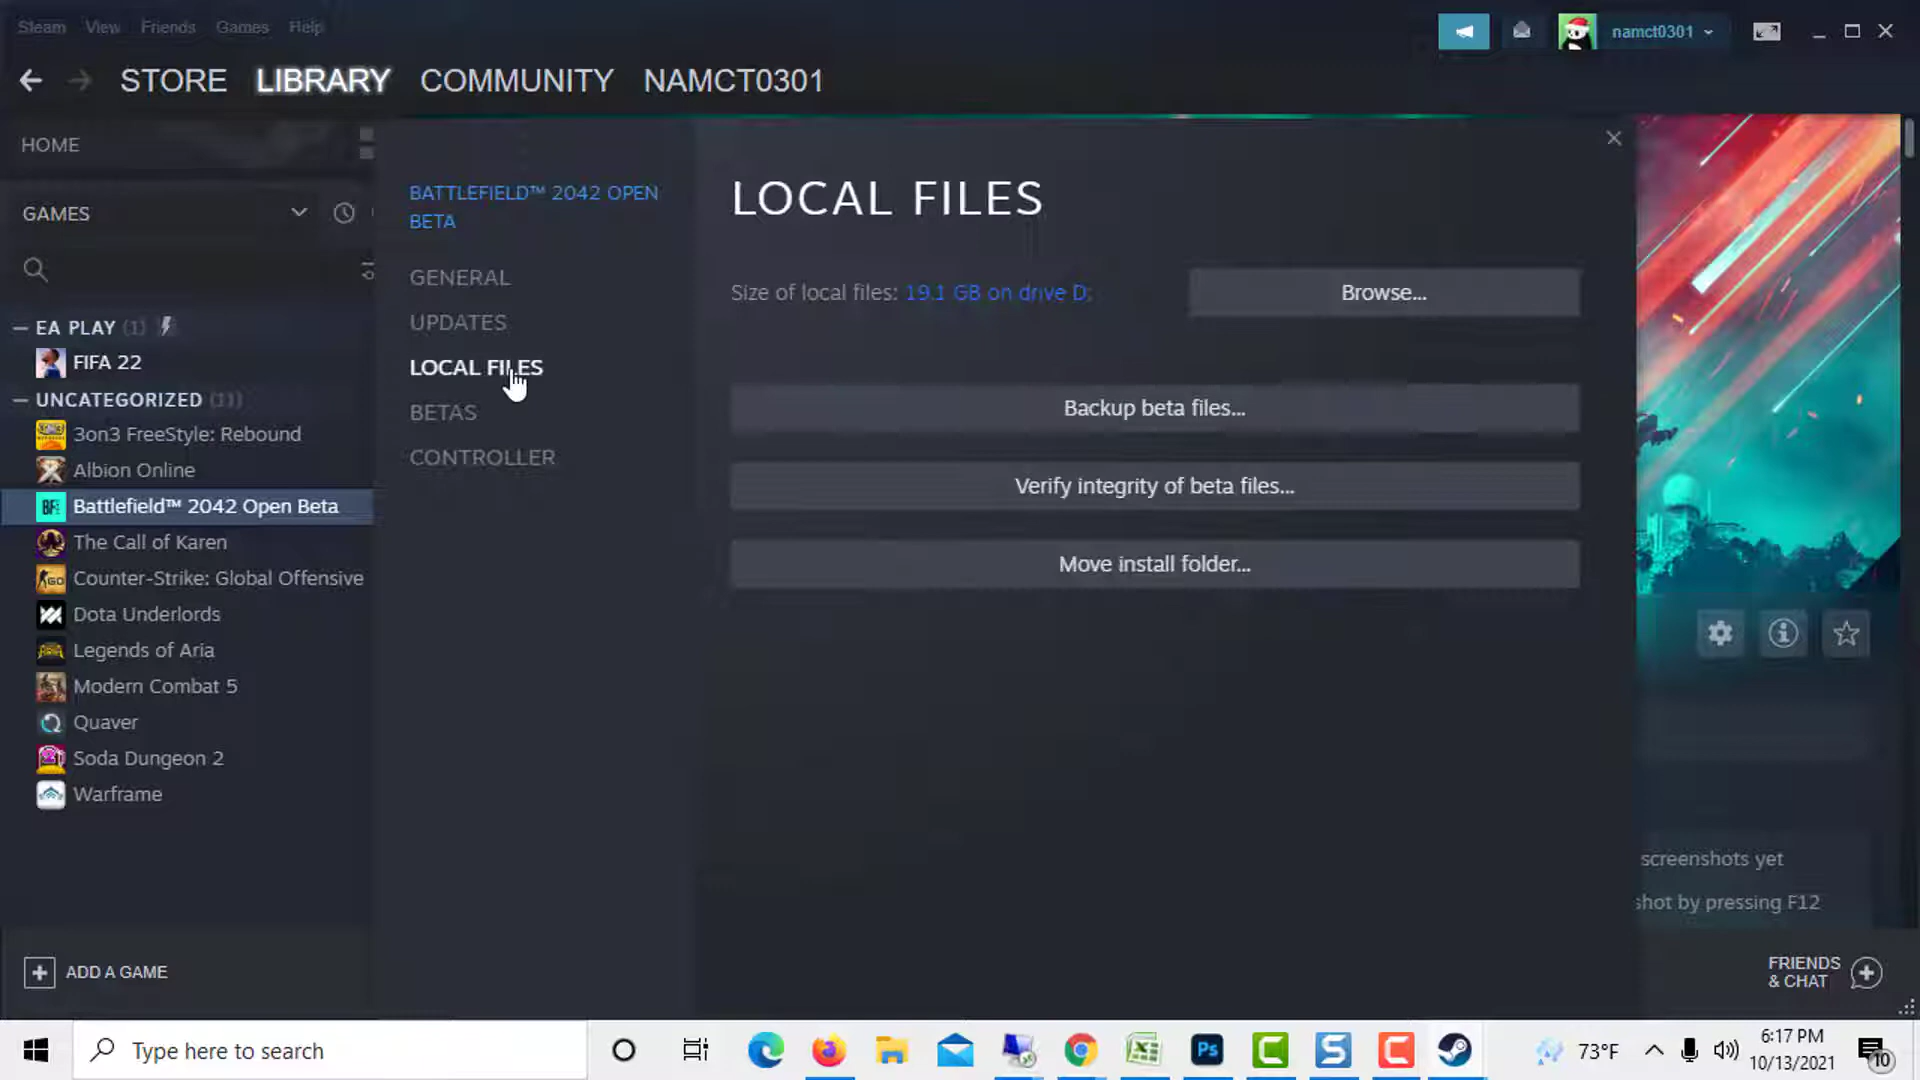 Steam View Friends Games Help
namct0301
STORE LIBRARY COMMUNITY NAMCT0301
HOME
GAMES
EA PLAY (1)
FIFA 22
UNCATEGORIZED (11)
3on3 FreeStyle: Rebound
Albion Online
Battlefield™ 2042 Open Beta
The Call of Karen
Counter-Strike: Global Offensive
Dota Underlords
Legends of Aria
Modern Combat 5
Quaver
Soda Dungeon 2
Warframe
ADD A GAME
BATTLEFIELD™ 2042 OPEN
BETA
GENERAL
UPDATES
LOCAL FILES
BETAS
CONTROLLER
LOCAL FILES
Size of local files: 19.1 GB on drive D:
Browse...
Backup beta files...
Verify integrity of beta files...
Move install folder...
screenshots yet
shot by pressing F12
FRIENDS
& CHAT
Type here to search
Ps
73°F
6:17 PM
10/13/2021
10